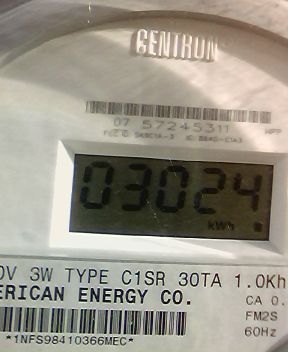 CENTRON
07 57245311
03024
kWh
0V 3W TYPE C1SR 30TA 1.0Kh
ERICAN ENERGY CO.
CA 0.
FM2S
60Hz
*1NFS98410366MEC*